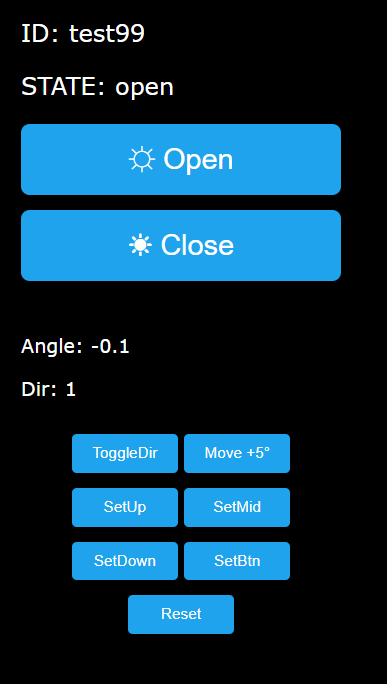 ID: test99
STATE: open
☼ Open
☀ Close
Angle: -0.1
Dir: 1
ToggleDir Move +5°
SetUp SetMid
SetDown SetBtn
Reset